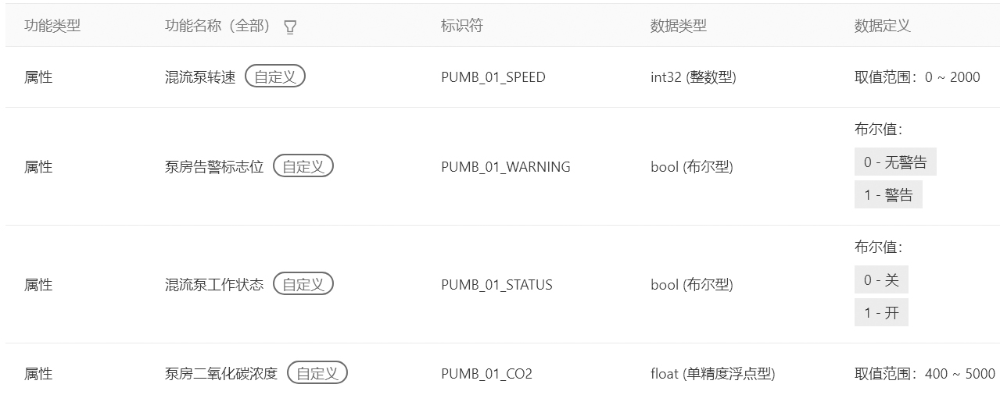 功能类型 功能名称（全部） 标识符 数据类型 数据定义
属性 混流泵转速 自定义 PUMB_01_SPEED int32 (整数型) 取值范围：0 ~ 2000
布尔值：
属性 泵房告警标志位 自定义 PUMB_01_WARNING bool (布尔型) 0 - 无警告
1 - 警告
布尔值：
属性 混流泵工作状态 自定义 PUMB_01_STATUS bool (布尔型) 0 - 关
1 - 开
属性 泵房二氧化碳浓度 自定义 PUMB_01_CO2 float (单精度浮点型) 取值范围：400 ~ 5000